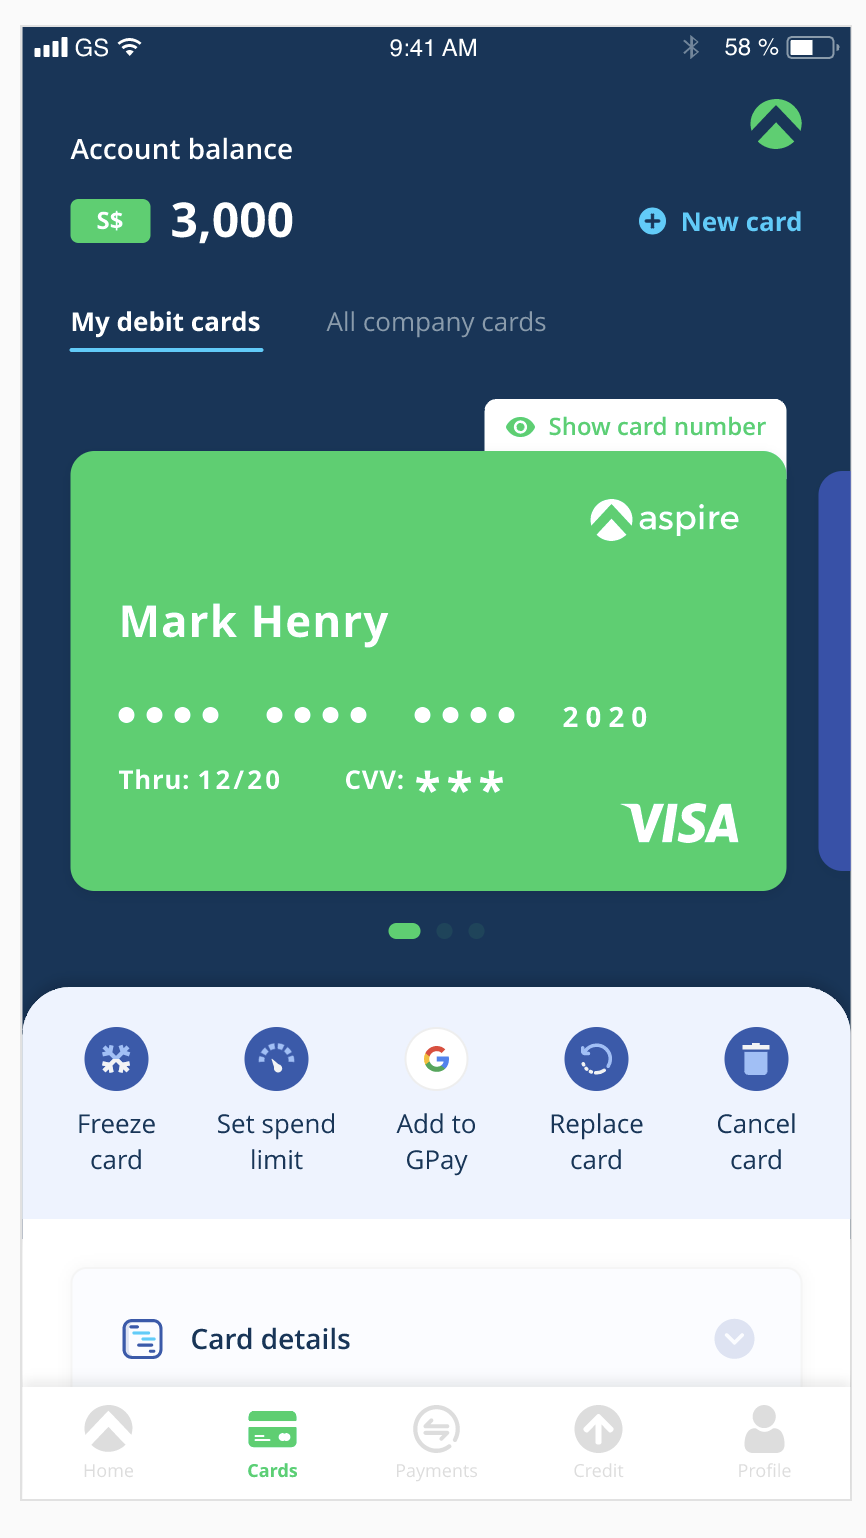 GS 9:41 AM 58 %
Account balance
S$ 3,000 New card
My debit cards All company cards
Show card number
aspire
Mark Henry
•••• •••• •••• 2020
Thru: 12/20 CVV: ***
VISA
Freeze card
Set spend limit
Add to GPay
Replace card
Cancel card
Card details
Home Cards Payments Credit Profile